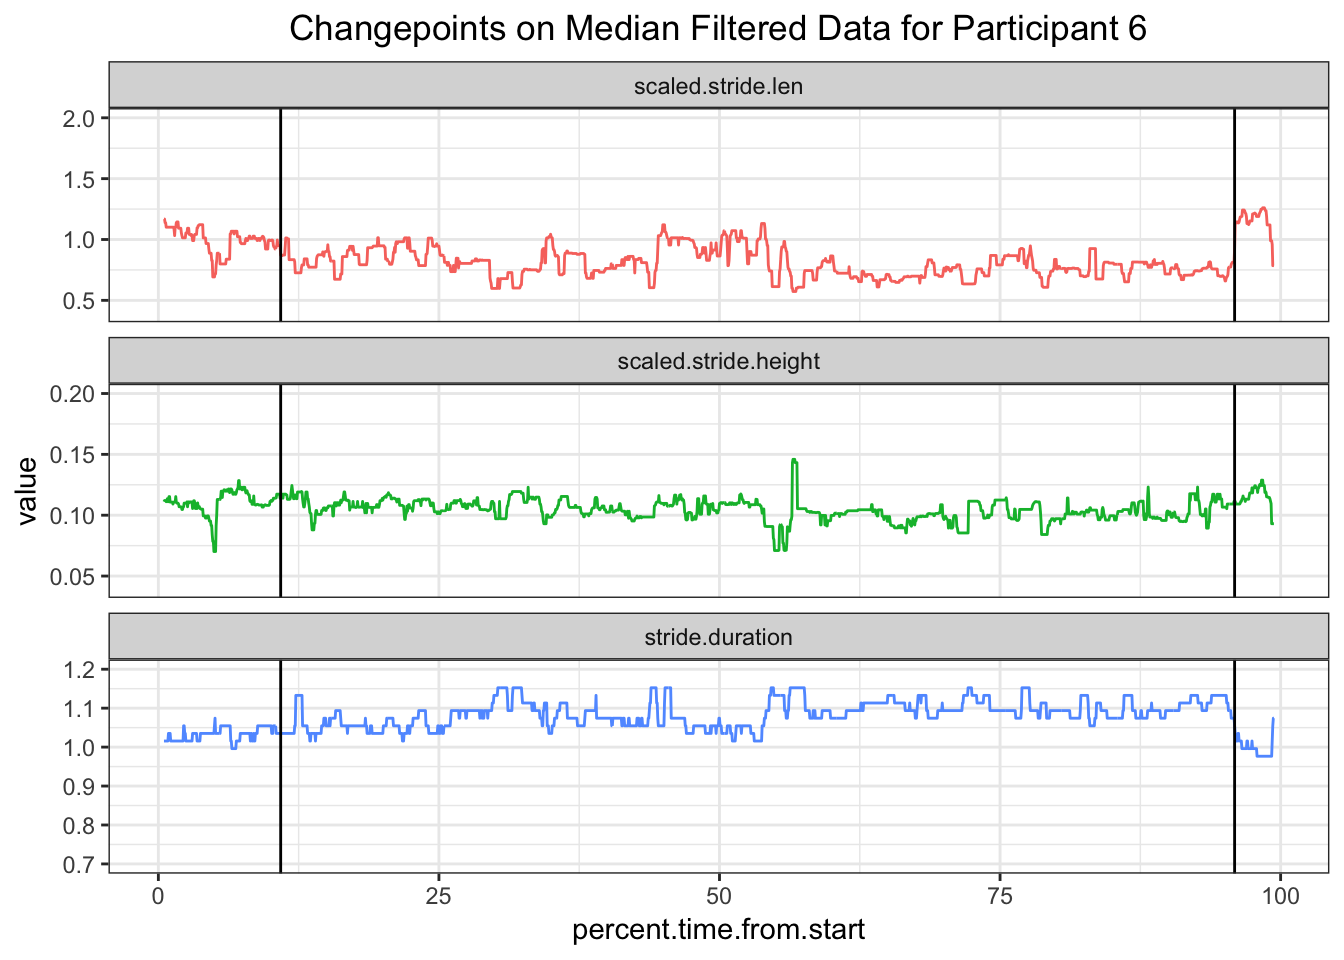 Changepoints on Median Filtered Data for Participant 6
scaled.stride.len
2.0
1.5
1.0
0.5
scaled.stride.height
0.20
0.15
0.10
0.05
value
stride.duration
1.2
1.1
1.0
0.9
0.8
0.7
0 25 50 75 100
percent.time.from.start